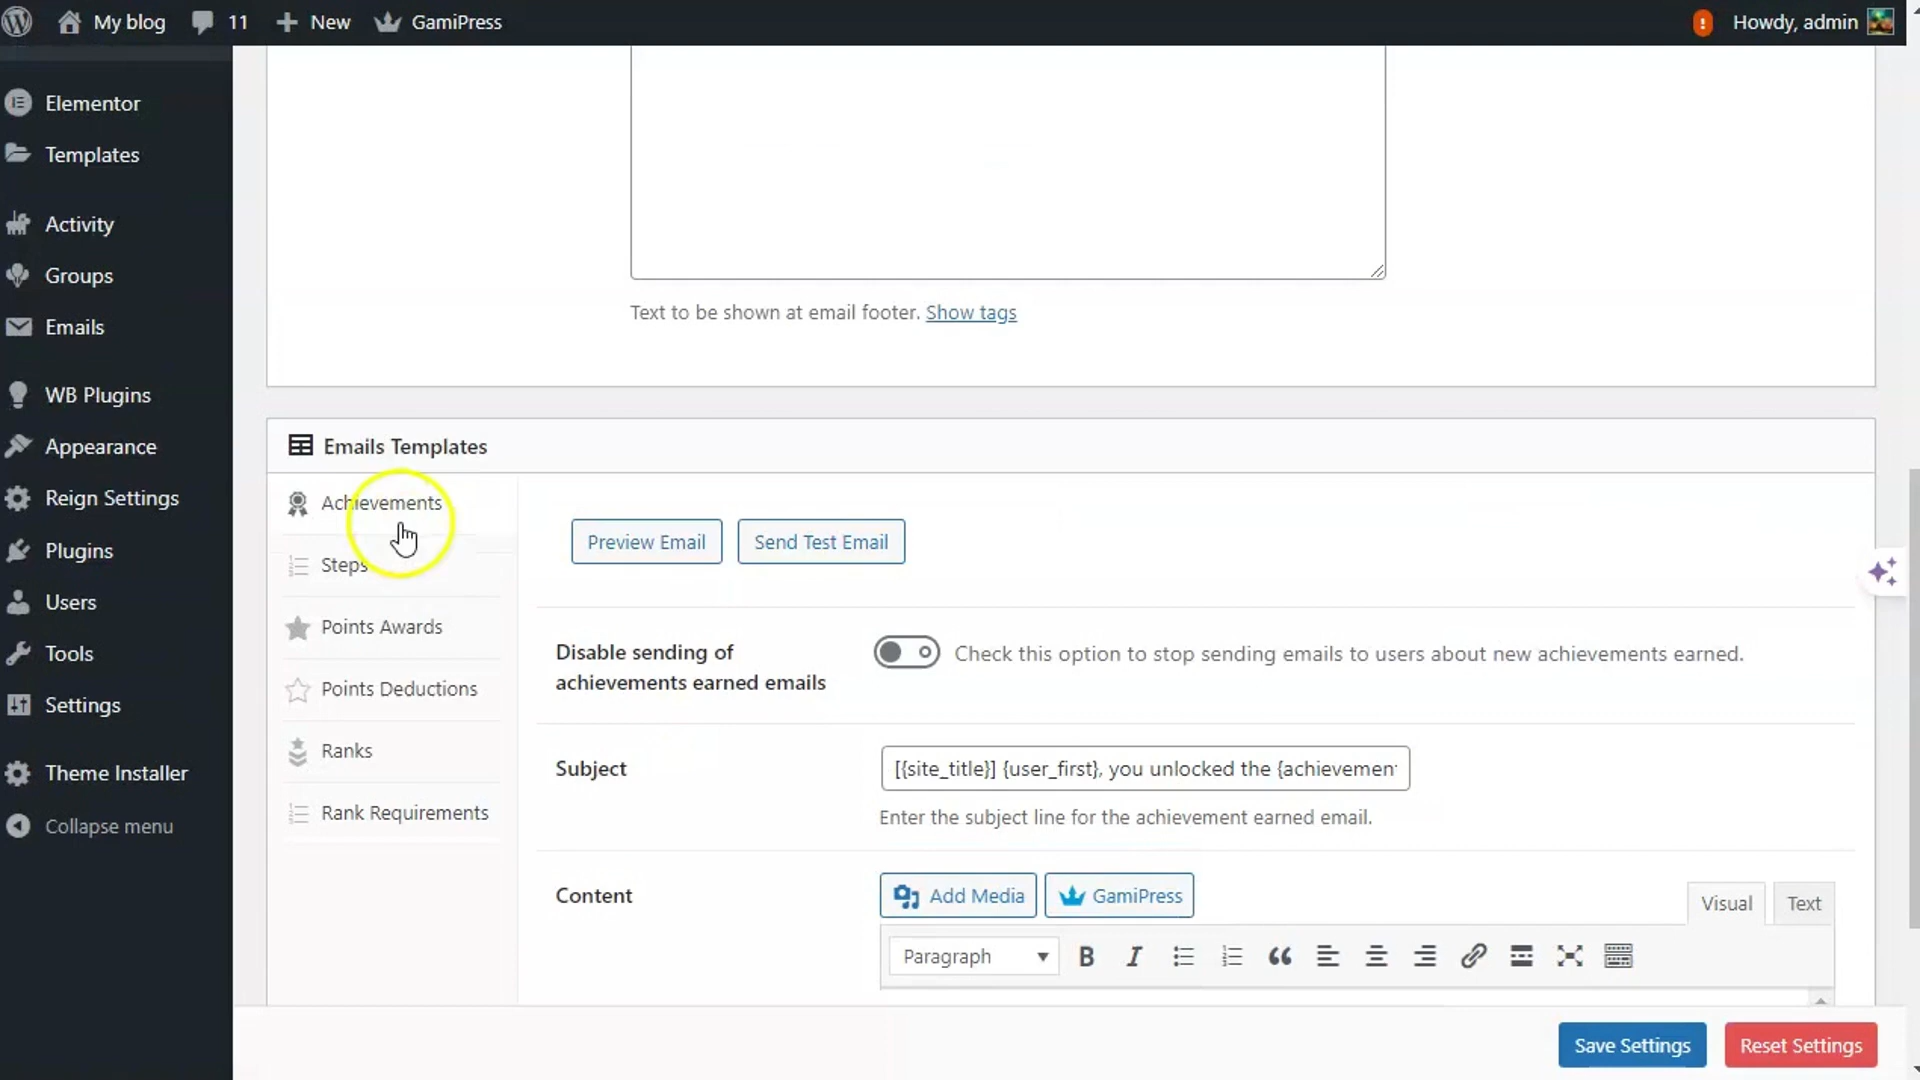 My blog
11
New
GamiPress
Howdy, admin
Elementor
Templates
Activity
Groups
Emails
WB Plugins
Appearance
Reign Settings
Plugins
Users
Tools
Settings
Theme Installer
Collapse menu
Text to be shown at email footer. Show tags
Emails Templates
Achievements
Steps
Points Awards
Points Deductions
Ranks
Rank Requirements
Preview Email
Send Test Email
Disable sending of
achievements earned emails
Check this option to stop sending emails to users about new achievements earned.
Subject
[{site_title}] {user_first}, you unlocked the {achievement
Enter the subject line for the achievement earned email.
Content
Add Media
GamiPress
Visual
Text
Paragraph
Save Settings
Reset Settings